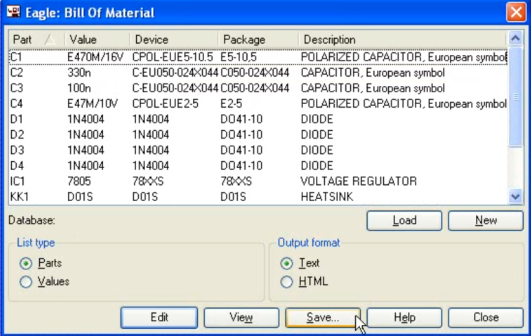 Eagle: Bill Of Material
Part Value Device Package Description
C1 E470M/16V CPOL-EUE5-10.5 E5-10,5 POLARIZED CAPACITOR, European symbol
C2 330n C-EU050-024X044 C050-024X044 CAPACITOR, European symbol
C3 100n C-EU050-024X044 C050-024X044 CAPACITOR, European symbol
C4 E47M/10V CPOL-EUE2-5 E2-5 POLARIZED CAPACITOR, European symbol
D1 1N4004 1N4004 DO41-10 DIODE
D2 1N4004 1N4004 DO41-10 DIODE
D3 1N4004 1N4004 DO41-10 DIODE
D4 1N4004 1N4004 DO41-10 DIODE
IC1 7805 78XXS 78XXS VOLTAGE REGULATOR
KK1 D01S D01S D01S HEATSINK
Database: Load New
List type Output format
Parts Text
Values HTML
Edit View Save... Help Close